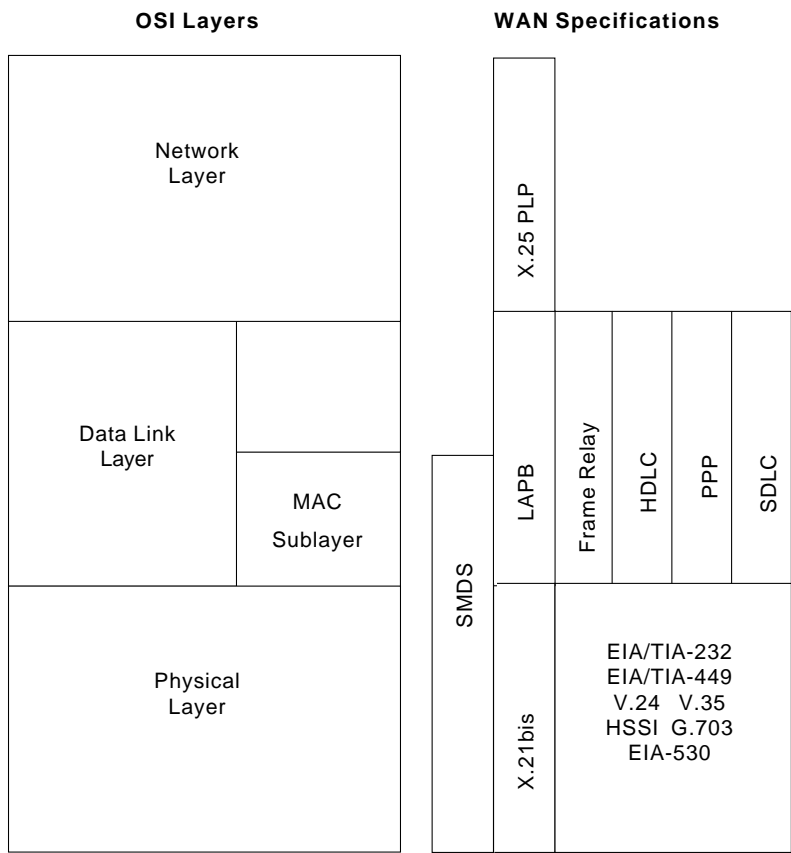 OSI Layers
WAN Specifications
Network
Layer
Data Link
Layer
MAC
Sublayer
Physical
Layer
X.25 PLP
LAPB
Frame Relay
HDLC
PPP
SDLC
SMDS
X.21bis
EIA/TIA-232
EIA/TIA-449
V.24 V.35
HSSI G.703
EIA-530